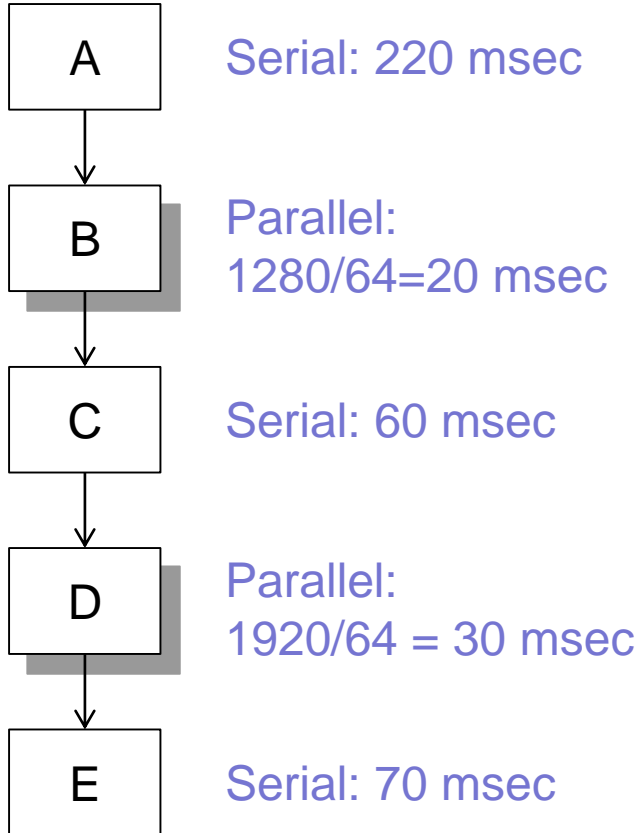 A
Serial: 220 msec
B
Parallel:
1280/64=20 msec
C
Serial: 60 msec
D
Parallel:
1920/64 = 30 msec
E
Serial: 70 msec